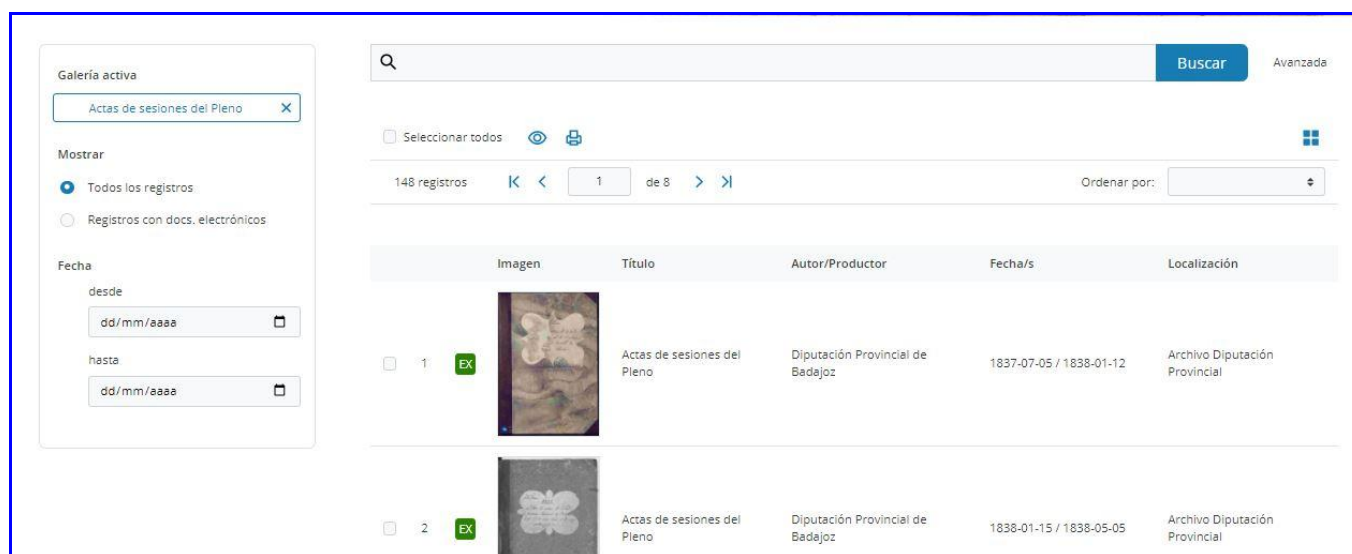 Galería activa
Actas de sesiones del Pleno
Mostrar
Todos los registros
Registros con docs. electrónicos
Fecha
desde
dd/mm/aaaa
hasta
dd/mm/aaaa
Buscar
Avanzada
Seleccionar todos
148 registros
1
de 8
Ordenar por:
Imagen Título Autor/Productor Fecha/s Localización
1 EX Actas de sesiones del Pleno Diputación Provincial de Badajoz 1837-07-05 / 1838-01-12 Archivo Diputación Provincial
2 EX Actas de sesiones del Pleno Diputación Provincial de Badajoz 1838-01-15 / 1838-05-05 Archivo Diputación Provincial